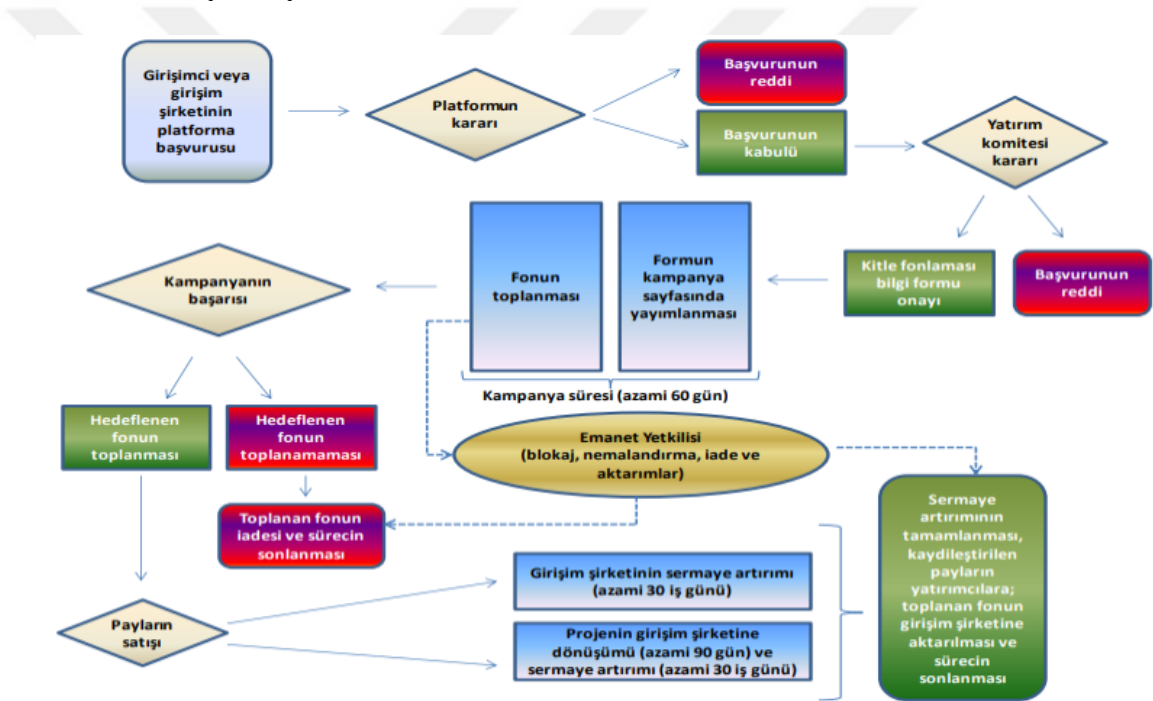 Girişimci veya
girişim
şirketinin
platforma
başvurusu
Platformun
kararı
Başvurunun
reddi
Başvurunun
kabulü
Yatırım
komitesi
kararı
Kampanyanın
başarısı
Fonun
toplanması
Formun
kampanya
sayfasında
yayımlanması
Kitle fonlaması
bilgi formu
onayı
Başvurunun
reddi
Kampanya süresi (azami 60 gün)
Hedeflenen
fonun
toplanması
Hedeflenen
fonun
toplanamaması
Emanet Yetkilisi
(blokaj, nemalandırma, iade ve
aktarımlar)
Toplanan fonun
iadesi ve sürecin
sonlanması
Payların
satışı
Girişim şirketinin sermaye artırımı
(azami 30 iş günü)
Projenin girişim şirketine
dönüşümü (azami 90 gün) ve
sermaye artırımı (azami 30 iş günü)
Sermaye
artırımının
tamamlanması,
kaydileştirilen
payların
yatırımcılara;
toplanan fonun
girişim şirketine
aktarılması ve
sürecin
sonlanması